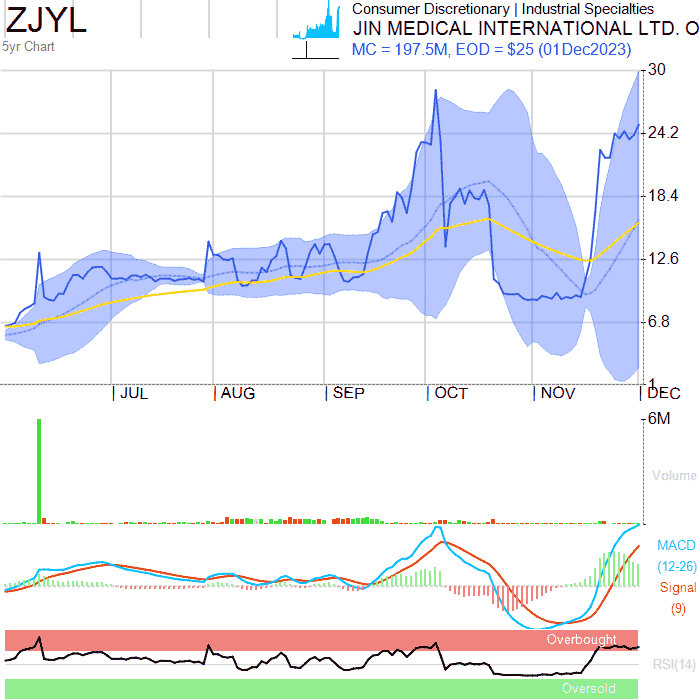 ZJYL
5yr Chart
Consumer Discretionary | Industrial Specialties
JIN MEDICAL INTERNATIONAL LTD. O
MC = 197.5M, EOD = $25 (01Dec2023)
30
24.2
18.4
12.6
6.8
1
JUL
AUG
SEP
OCT
NOV
DEC
6M
Volume
MACD
(12-26)
Signal
(9)
Overbought
RSI(14)
Oversold